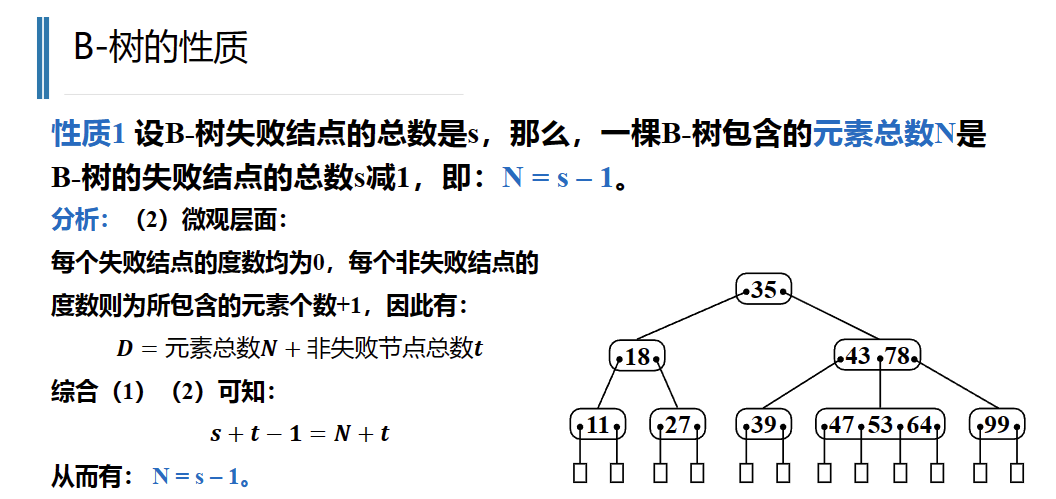 B-树的性质
性质1 设B-树失败结点的总数是s，那么，一棵B-树包含的元素总数N是
B-树的失败结点的总数s减1，即：N = s – 1。
分析：（2）微观层面：
每个失败结点的度数均为0，每个非失败结点的
度数则为所包含的元素个数+1，因此有：
D = 元素总数N + 非失败节点总数t
综合（1）（2）可知：
s + t − 1 = N + t
从而有： N = s – 1。
35
18
43 78
11
27
39
47 53 64
99